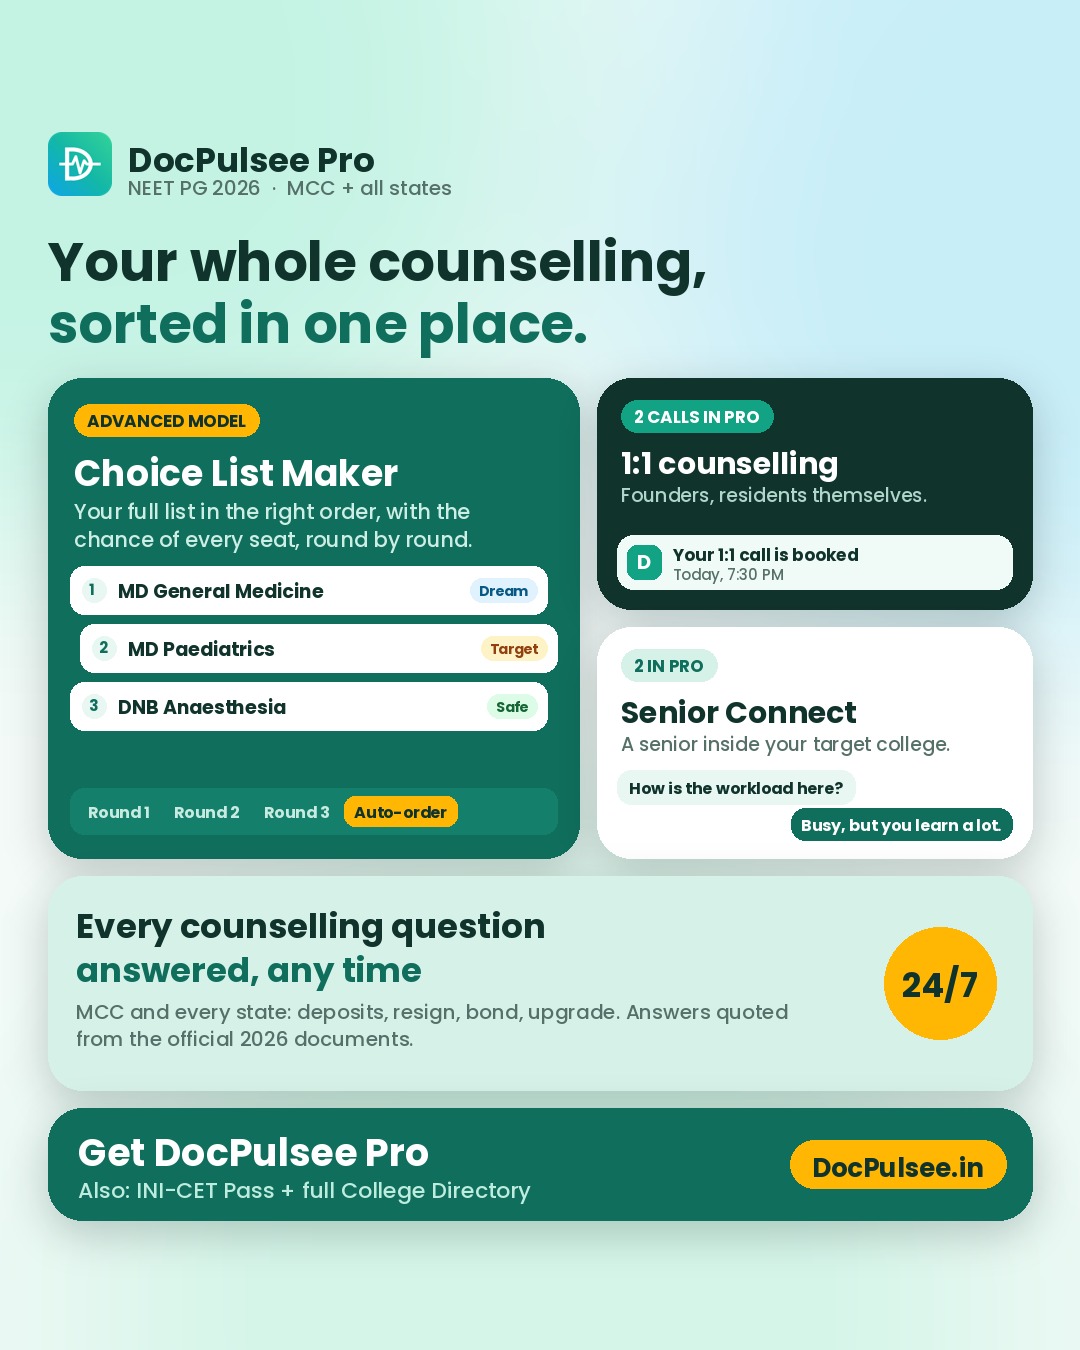 DocPulsee Pro
NEET PG 2026 · MCC + all states
Your whole counselling,
sorted in one place.
ADVANCED MODEL
Choice List Maker
Your full list in the right order, with the
chance of every seat, round by round.
1 MD General Medicine Dream
2 MD Paediatrics Target
3 DNB Anaesthesia Safe
Round 1 Round 2 Round 3 Auto-order
2 CALLS IN PRO
1:1 counselling
Founders, residents themselves.
D
Your 1:1 call is booked
Today, 7:30 PM
2 IN PRO
Senior Connect
A senior inside your target college.
How is the workload here?
Busy, but you learn a lot.
Every counselling question
answered, any time
MCC and every state: deposits, resign, bond, upgrade. Answers quoted
from the official 2026 documents.
24/7
Get DocPulsee Pro
Also: INI-CET Pass + full College Directory
DocPulsee.in